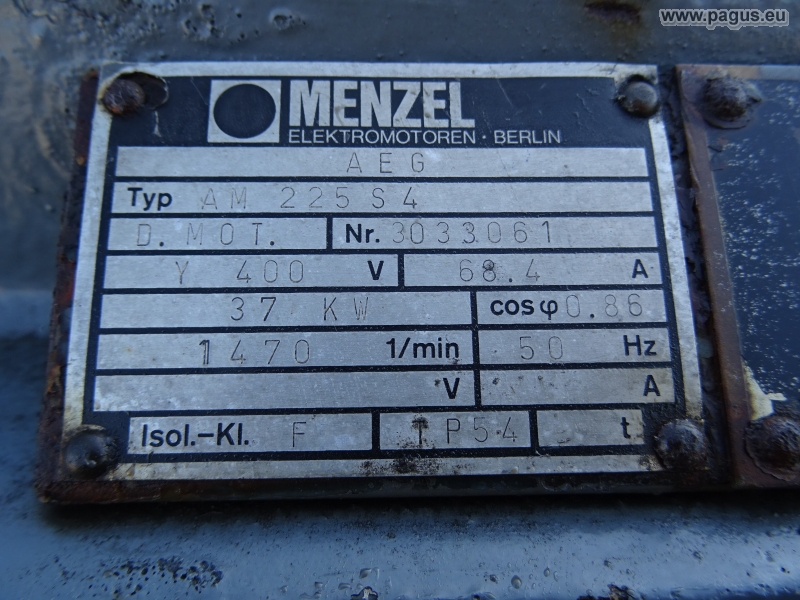 www.pagus.eu
MENZEL
ELEKTROMOTOREN · BERLIN
AEG
Typ AM 225 S4
D. MOT. Nr. 3033061
Y 400 V 68.4 A
37 KW cosφ 0.86
1470 1/min 50 Hz
V A
Isol.-Kl. F IP54 t